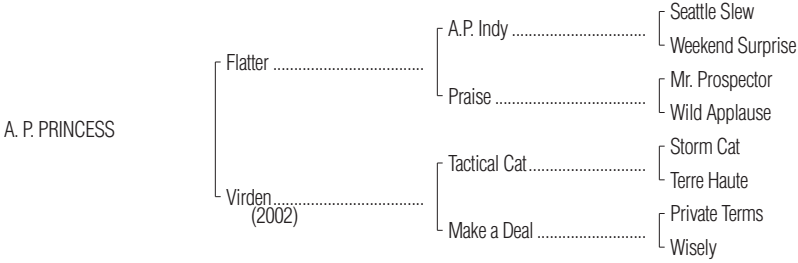 Seattle Slew
A.P. Indy ..................................
Weekend Surprise
Flatter ......................................
Mr. Prospector
Praise ......................................
Wild Applause
A. P. PRINCESS
Storm Cat
Tactical Cat..............................
Terre Haute
Virden......................................
(2002)
Private Terms
Make a Deal ...........................
Wisely